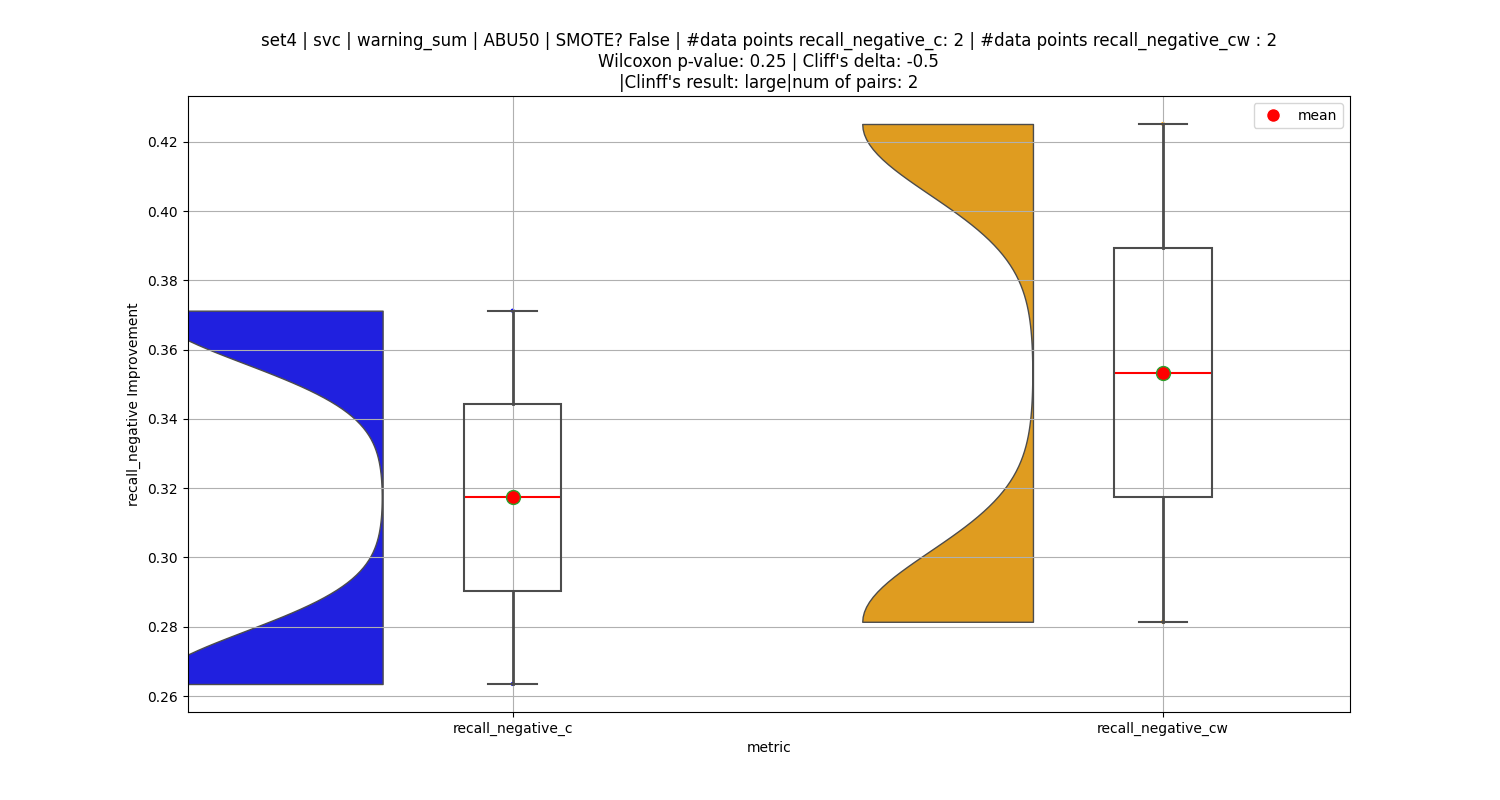 set4 | svc | warning_sum | ABU50 | SMOTE? False | #data points recall_negative_c: 2 | #data points recall_negative_cw : 2
Wilcoxon p-value: 0.25 | Cliff's delta: -0.5
|Clinff's result: large|num of pairs: 2
mean
0.42
0.40
0.38
0.36
0.34
0.32
0.30
0.28
0.26
recall_negative Improvement
recall_negative_c
recall_negative_cw
metric